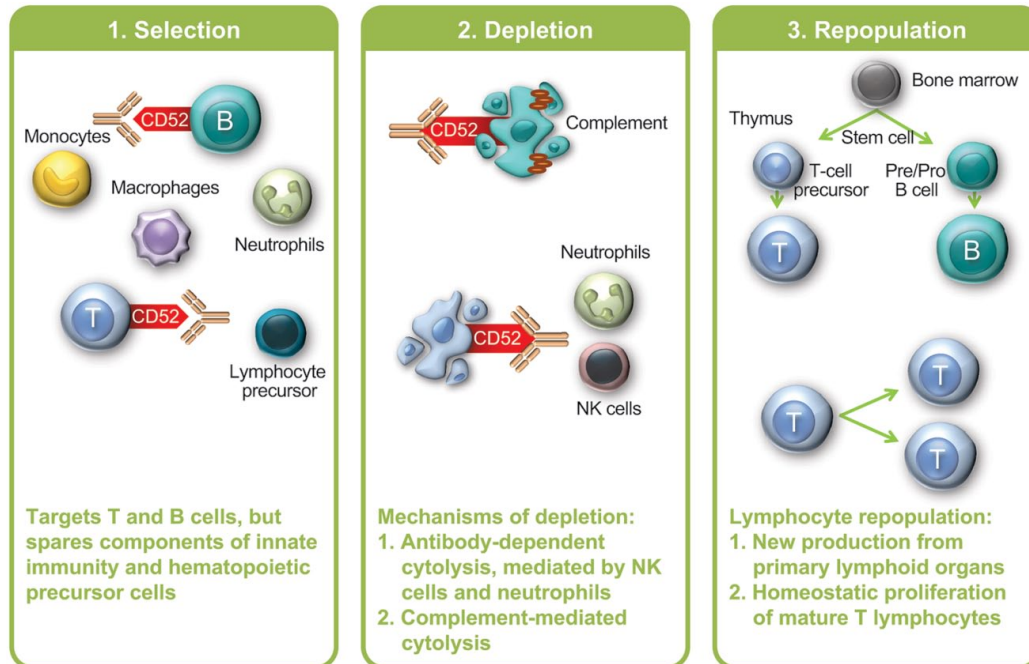 1. Selection
CD52
B
Monocytes
Macrophages
Neutrophils
T
CD52
Lymphocyte
precursor
Targets T and B cells, but
spares components of innate
immunity and hematopoietic
precursor cells
2. Depletion
CD52
Complement
Neutrophils
CD52
NK cells
Mechanisms of depletion:
1. Antibody-dependent
cytolysis, mediated by NK
cells and neutrophils
2. Complement-mediated
cytolysis
3. Repopulation
Bone marrow
Thymus
Stem cell
T-cell
precursor
Pre/Pro
B cell
T
B
T
T
T
Lymphocyte repopulation:
1. New production from
primary lymphoid organs
2. Homeostatic proliferation
of mature T lymphocytes